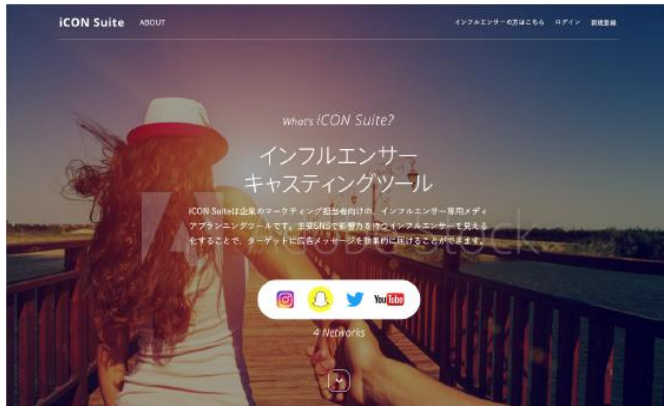 iCON Suite ABOUT インフルエンサーの方はこちら ログイン 新規登録
What's iCON Suite?
インフルエンサー
キャスティングツール
iCON Suiteは企業のマーケティング担当者向けの、インフルエンサー専用メディ
アプランニングツールです。主要SNSで影響力を持つインフルエンサーを見える
化することで、ターゲットに広告メッセージを効果的に届けることができます。
YouTube
4 Networks